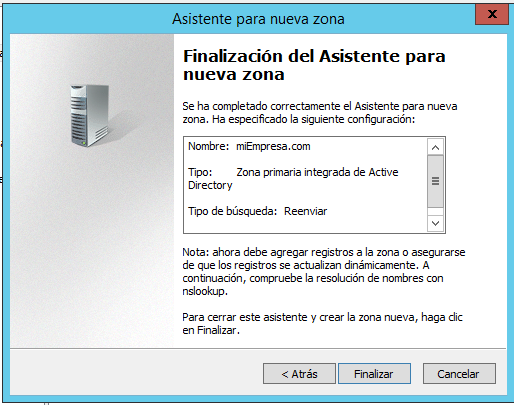 Asistente para nueva zona
x
Finalización del Asistente para
nueva zona
Se ha completado correctamente el Asistente para nueva
zona. Ha especificado la siguiente configuración:
Nombre: miEmpresa.com
Tipo: Zona primaria integrada de Active
Directory
Tipo de búsqueda: Reenviar
Nota: ahora debe agregar registros a la zona o asegurarse
de que los registros se actualizan dinámicamente. A
continuación, compruebe la resolución de nombres con
nslookup.
Para cerrar este asistente y crear la zona nueva, haga clic
en Finalizar.
< Atrás
Finalizar
Cancelar